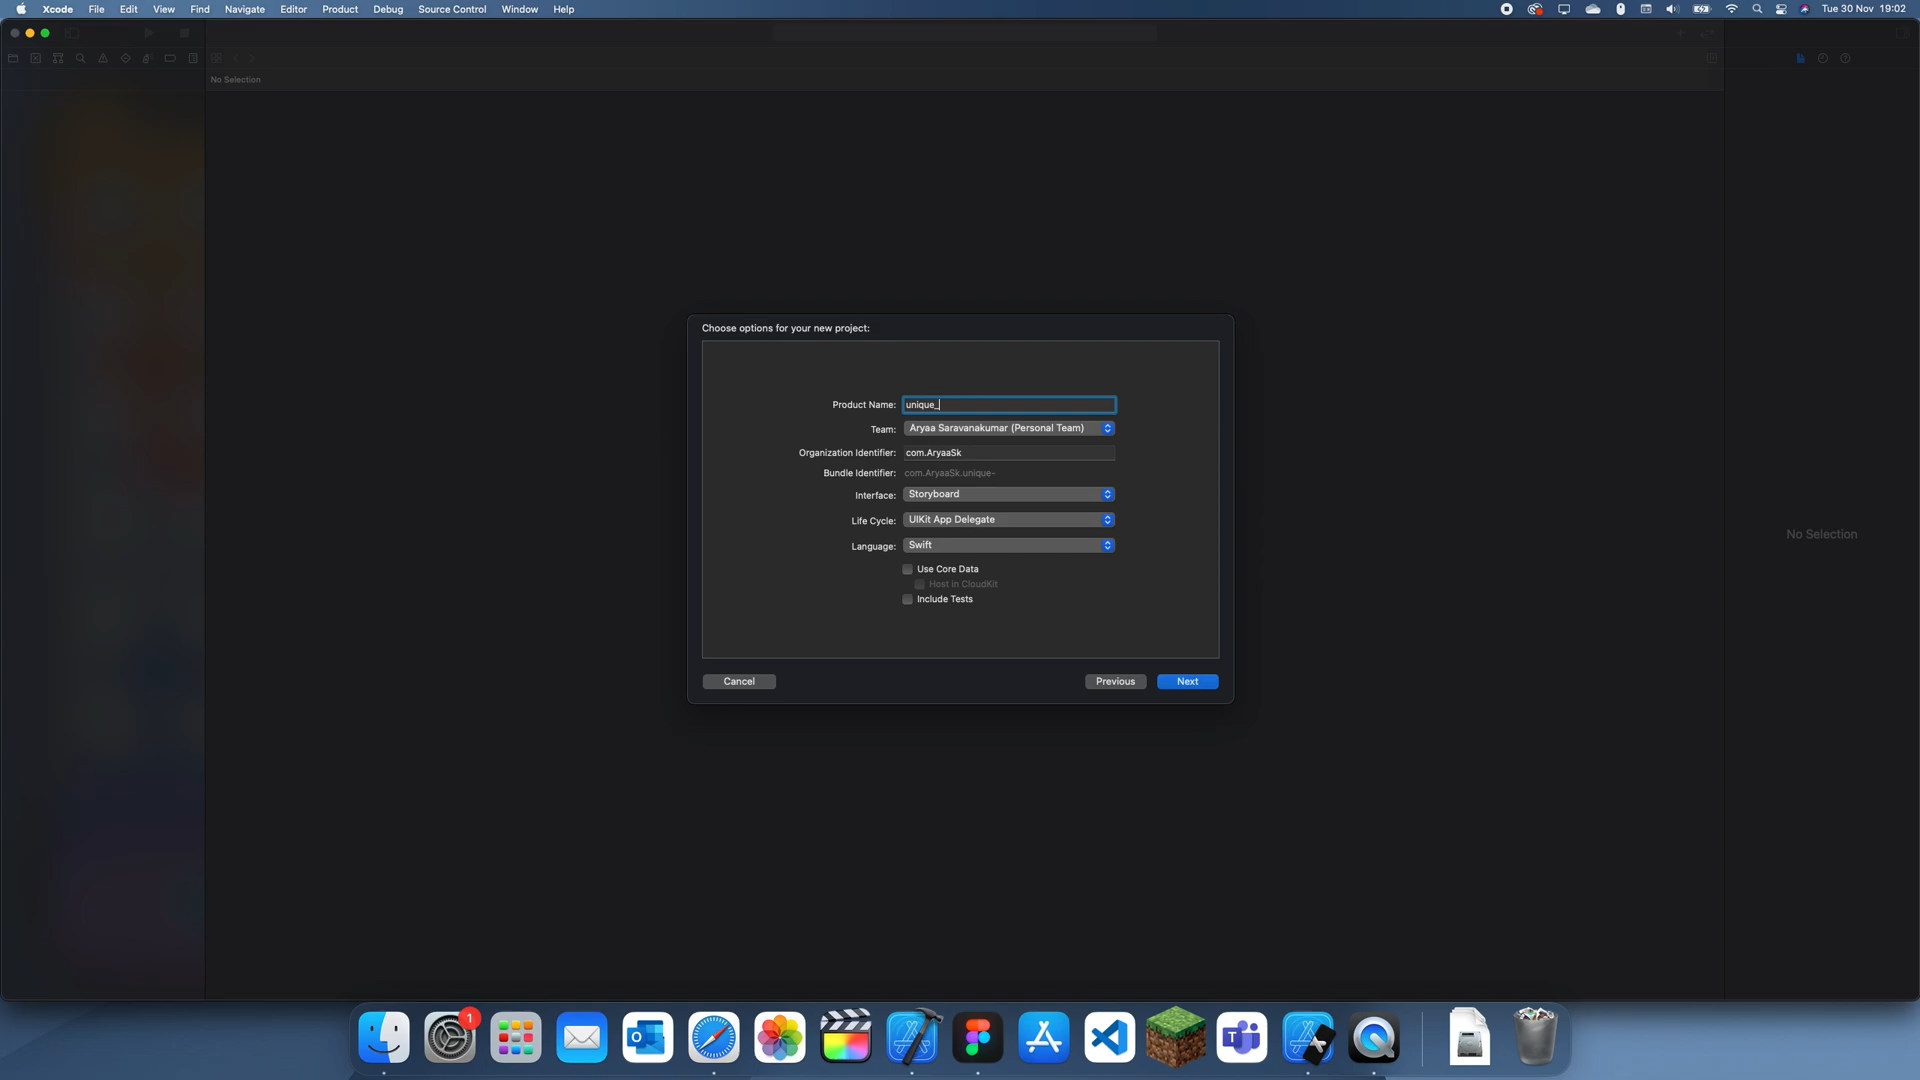 Xcode File Edit View Find Navigate Editor Product Debug Source Control Window Help Tue 30 Nov 19:02
No Selection
Choose options for your new project:
Product Name: unique_
Team: Aryaa Saravanakumar (Personal Team)
Organization Identifier: com.AryaaSk
Bundle Identifier: com.AryaaSk.unique-
Interface: Storyboard
Life Cycle: UIKit App Delegate
No Selection
Language: Swift
Use Core Data
Host in CloudKit
Include Tests
Cancel Previous Next
1